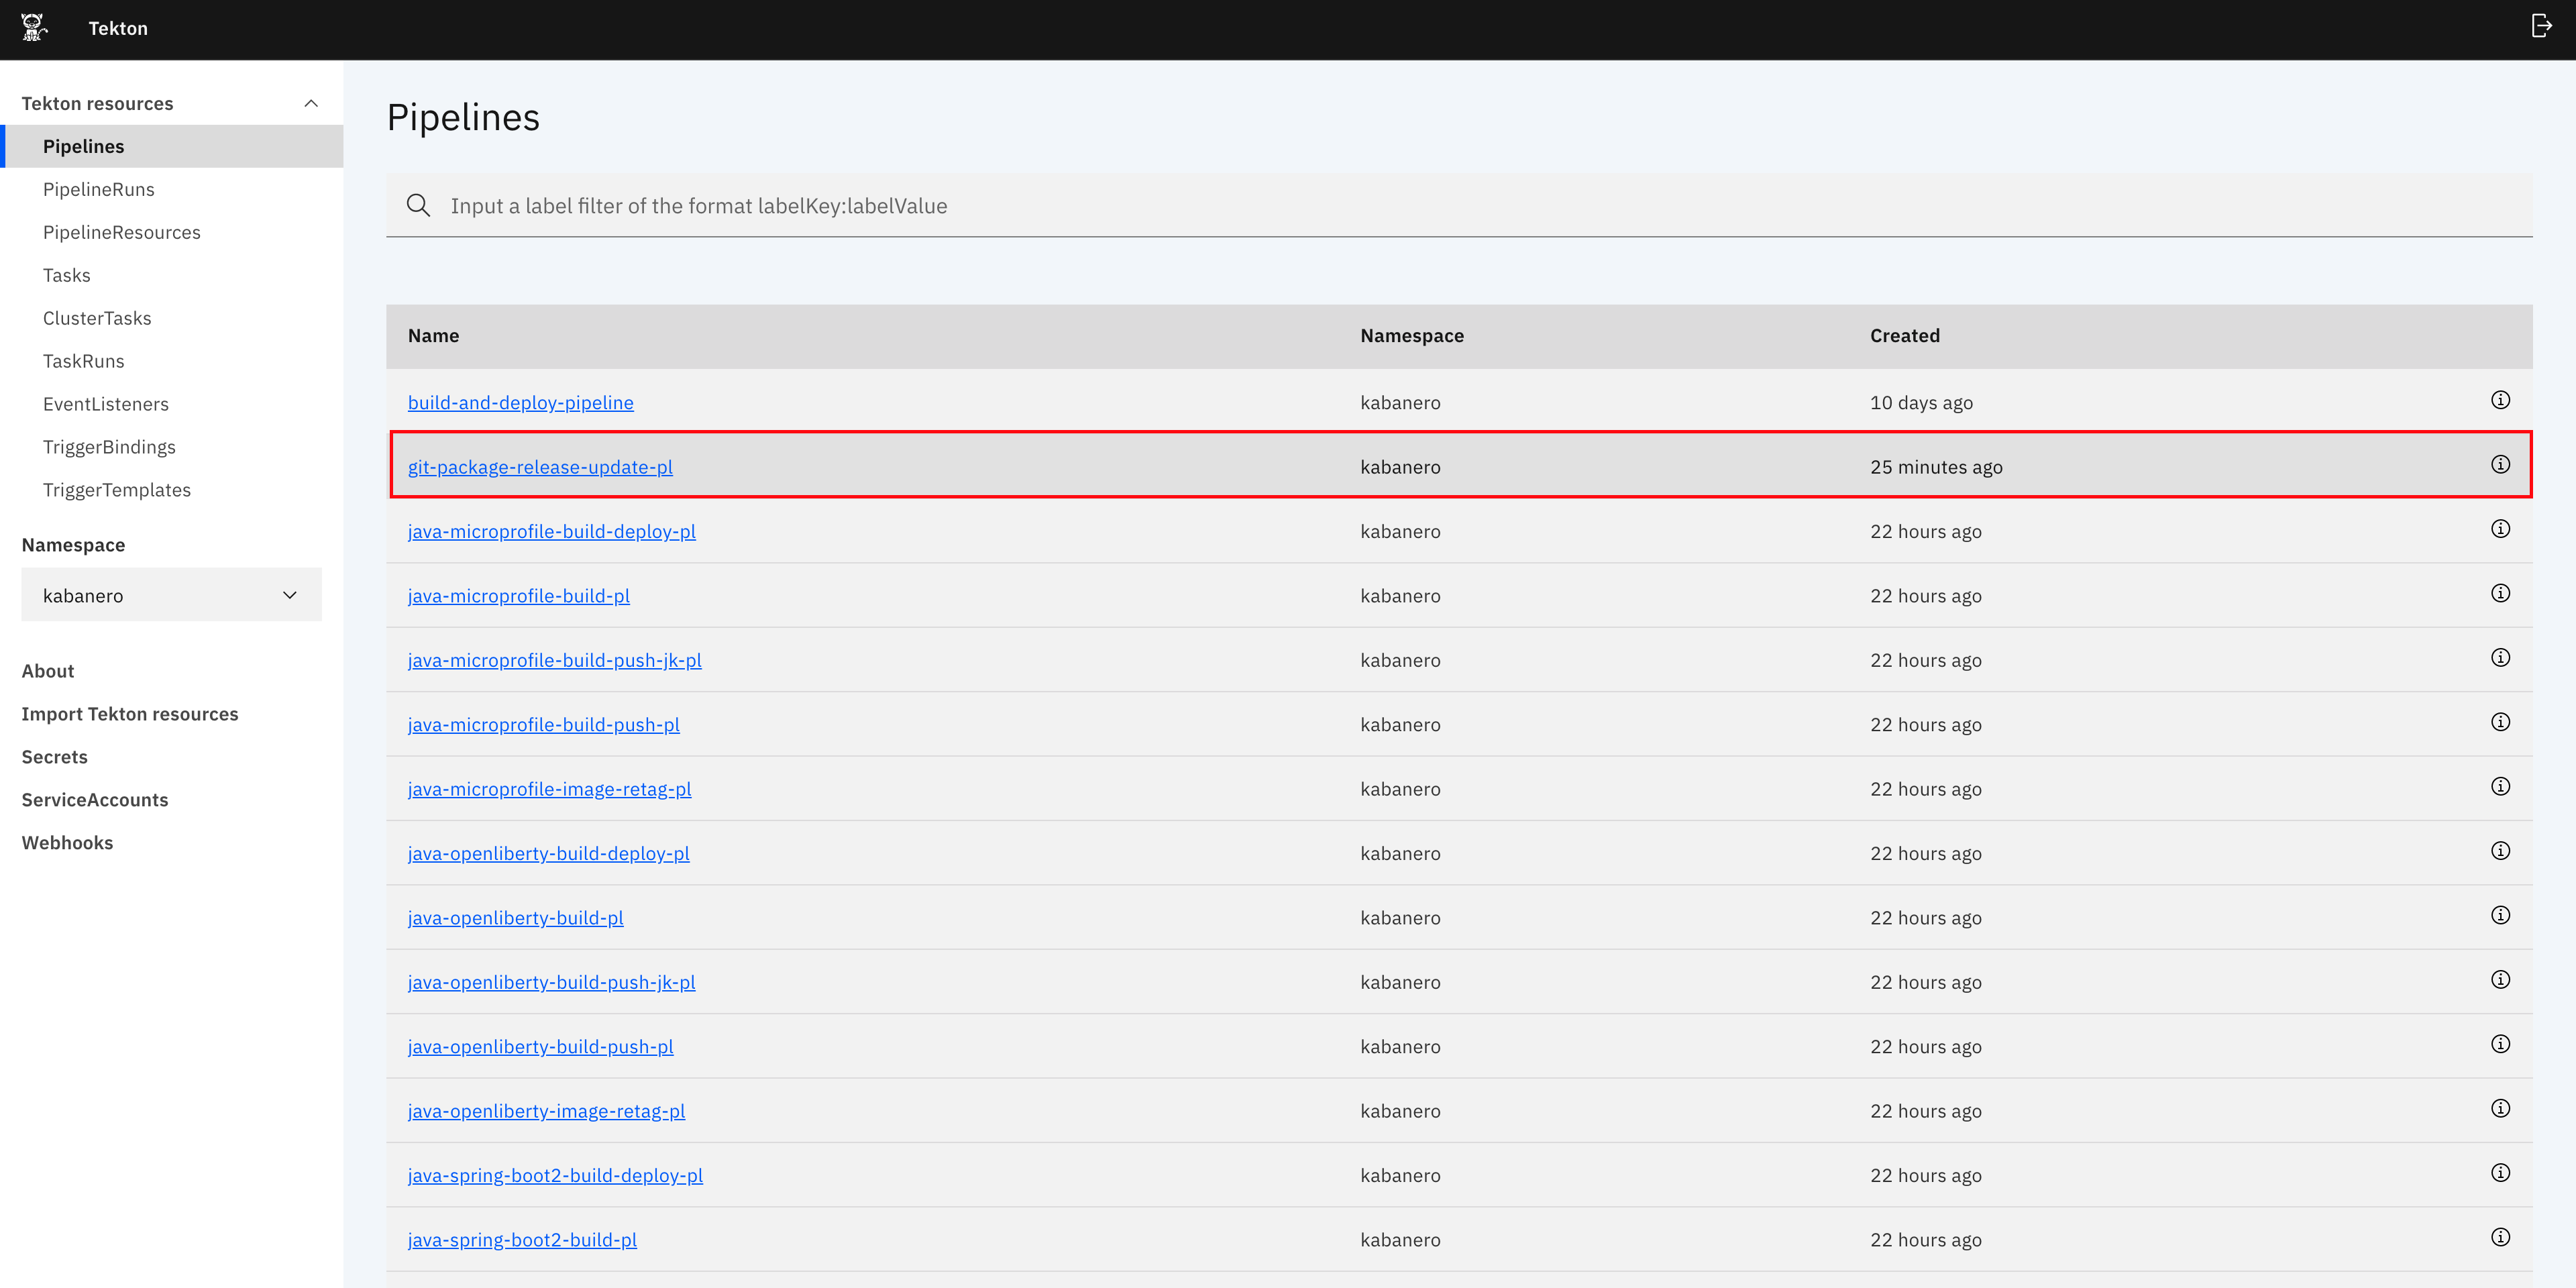 Tekton
Tekton resources
Pipelines
PipelineRuns
PipelineResources
Tasks
ClusterTasks
TaskRuns
EventListeners
TriggerBindings
TriggerTemplates
Namespace
kabanero
About
Import Tekton resources
Secrets
ServiceAccounts
Webhooks
Pipelines
Input a label filter of the format labelKey:labelValue
Name Namespace Created
build-and-deploy-pipeline kabanero 10 days ago
git-package-release-update-pl kabanero 25 minutes ago
java-microprofile-build-deploy-pl kabanero 22 hours ago
java-microprofile-build-pl kabanero 22 hours ago
java-microprofile-build-push-jk-pl kabanero 22 hours ago
java-microprofile-build-push-pl kabanero 22 hours ago
java-microprofile-image-retag-pl kabanero 22 hours ago
java-openliberty-build-deploy-pl kabanero 22 hours ago
java-openliberty-build-pl kabanero 22 hours ago
java-openliberty-build-push-jk-pl kabanero 22 hours ago
java-openliberty-build-push-pl kabanero 22 hours ago
java-openliberty-image-retag-pl kabanero 22 hours ago
java-spring-boot2-build-deploy-pl kabanero 22 hours ago
java-spring-boot2-build-pl kabanero 22 hours ago